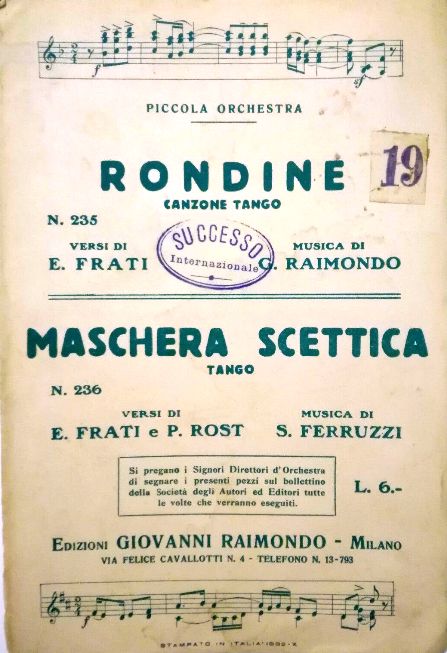 PICCOLA ORCHESTRA
RONDINE
19
CANZONE TANGO
N. 235
VERSI DI
E. FRATI
SUCCESSO
Internazionale
MUSICA DI
G. RAIMONDO
MASCHERA SCETTICA
TANGO
N. 236
VERSI DI
E. FRATI e P. ROST
MUSICA DI
S. FERRUZZI
Si pregano i Signori Direttori d'Orchestra
di segnare i presenti pezzi sul bollettino
della Società degli Autori ed Editori tutte
le volte che verranno eseguiti.
L. 6.-
EDIZIONI GIOVANNI RAIMONDO - MILANO
VIA FELICE CAVALLOTTI N. 4 - TELEFONO N. 13-793
STAMPATO IN ITALIA